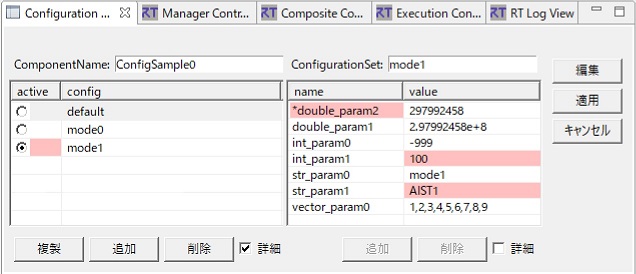 Configuration ... RT Manager Contr... RT Composite Co... RT Execution Con... RT RT Log View
ComponentName: ConfigSample0 ConfigurationSet: mode1
編集
active config name value
default *double_param2 297992458
適用
mode0 double_param1 2.97992458e+8
int_param0 -999
キャンセル
mode1 int_param1 100
str_param0 mode1
str_param1 AIST1
vector_param0 1,2,3,4,5,6,7,8,9
複製 追加 削除 詳細 追加 削除 詳細